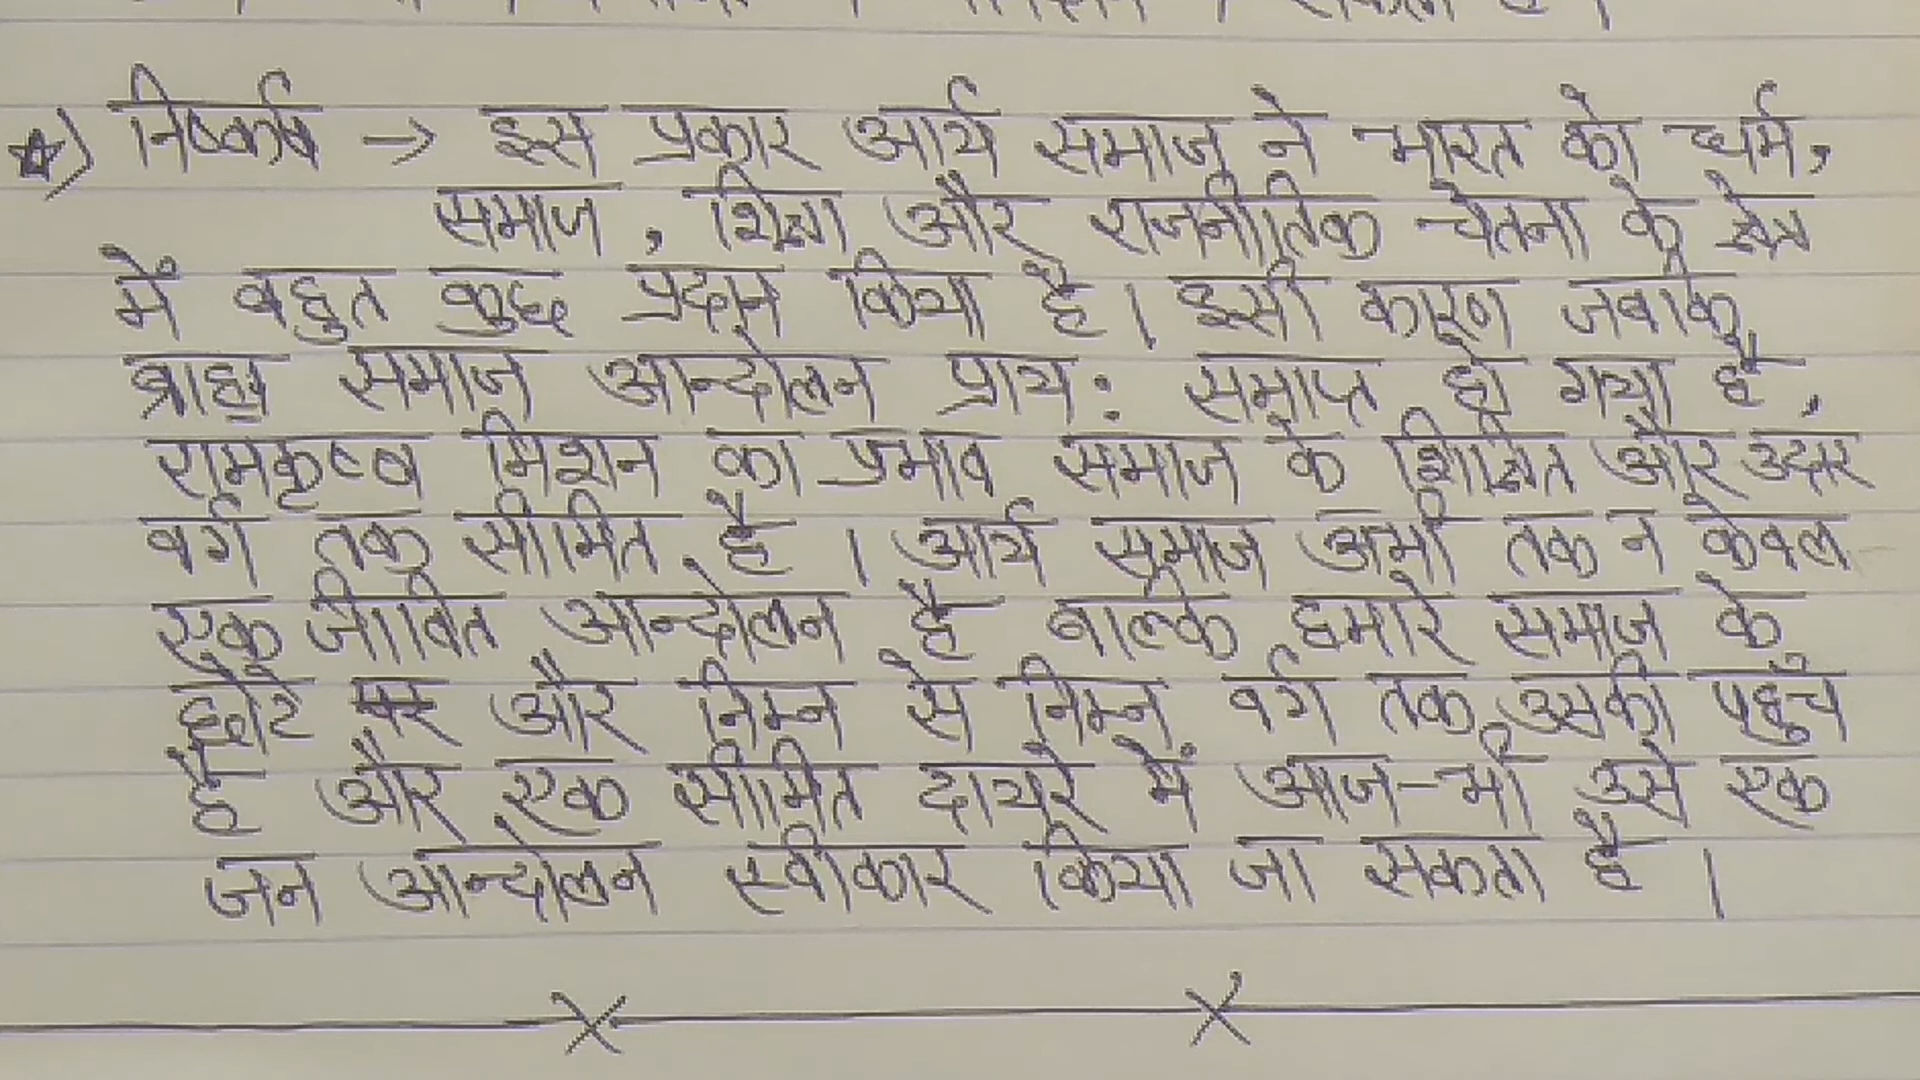 सकता है।
☆) निष्कर्ष → इस प्रकार आर्य समाज ने भारत को धर्म,
समाज, शिक्षा और राजनीतिक चेतना के क्षेत्र
में बहुत कुछ प्रदान किया है। इसी कारण जबकि
ब्राह्म समाज आन्दोलन प्रायः समाप्त हो गया है,
रामकृष्ण मिशन का प्रभाव समाज के शिक्षित और उदार
वर्ग तक सीमित है। आर्य समाज अभी तक न केवल
एक जीवित आन्दोलन है बल्कि हमारे समाज के
छोटे और निम्न से निम्न वर्ग तक उसकी पहुंच
है और एक सीमित दायरे में आज-भी उसे एक
जन आन्दोलन स्वीकार किया जा सकता है।